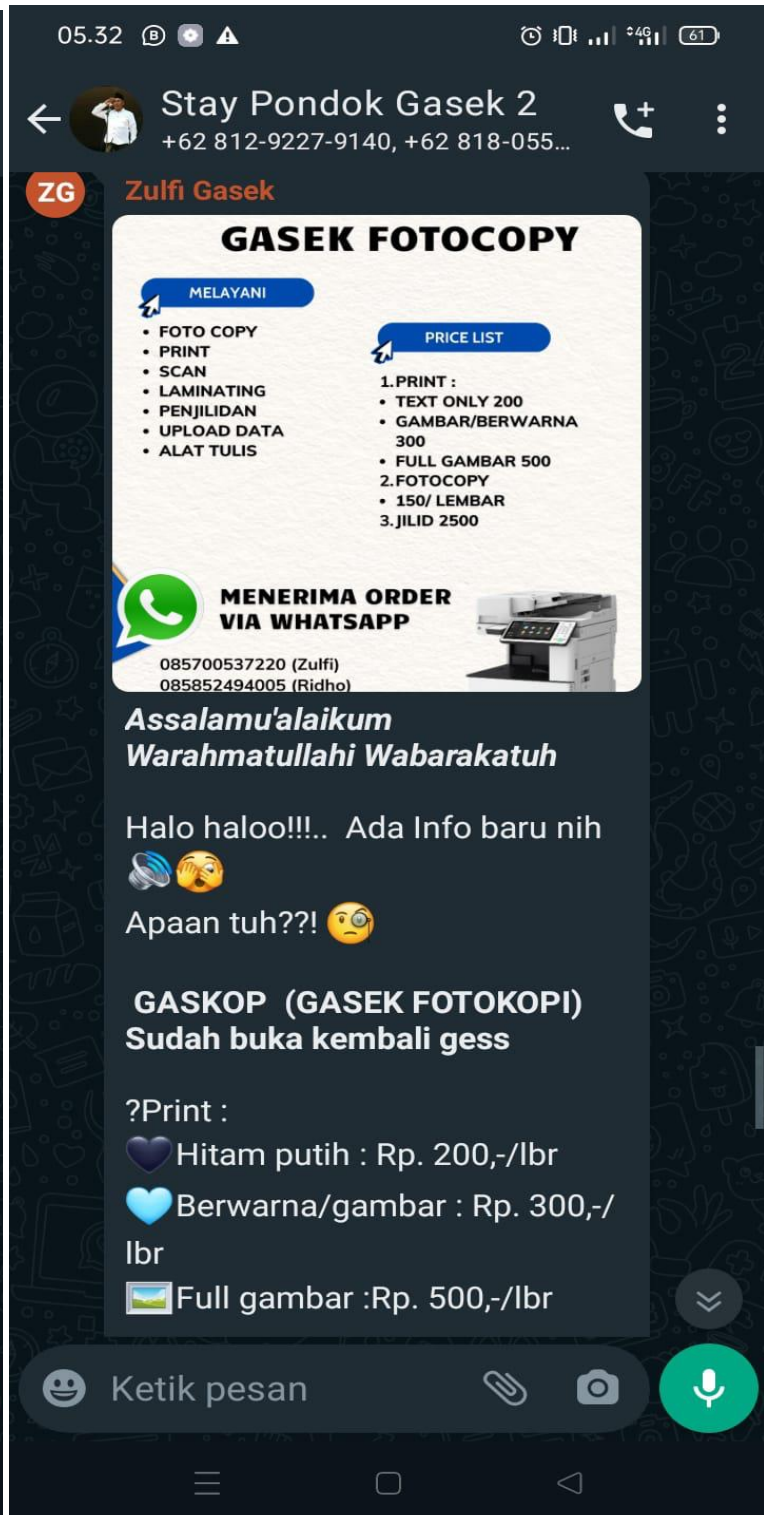 05.32
4G
61
Stay Pondok Gasek 2
+62 812-9227-9140, +62 818-055...
ZG
Zulfi Gasek
GASEK FOTOCOPY
MELAYANI
• FOTO COPY
• PRINT
• SCAN
• LAMINATING
• PENJILIDAN
• UPLOAD DATA
• ALAT TULIS
PRICE LIST
1.PRINT :
• TEXT ONLY 200
• GAMBAR/BERWARNA
300
• FULL GAMBAR 500
2.FOTOCOPY
• 150/ LEMBAR
3.JILID 2500
MENERIMA ORDER
VIA WHATSAPP
085700537220 (Zulfi)
085852494005 (Ridho)
Assalamu'alaikum
Warahmatullahi Wabarakatuh
Halo haloo!!!.. Ada Info baru nih
🔊🫣
Apaan tuh??! 🧐
GASKOP (GASEK FOTOKOPI)
Sudah buka kembali gess
?Print :
🖤Hitam putih : Rp. 200,-/lbr
🩵Berwarna/gambar : Rp. 300,-/
lbr
🖼️Full gambar :Rp. 500,-/lbr
Ketik pesan